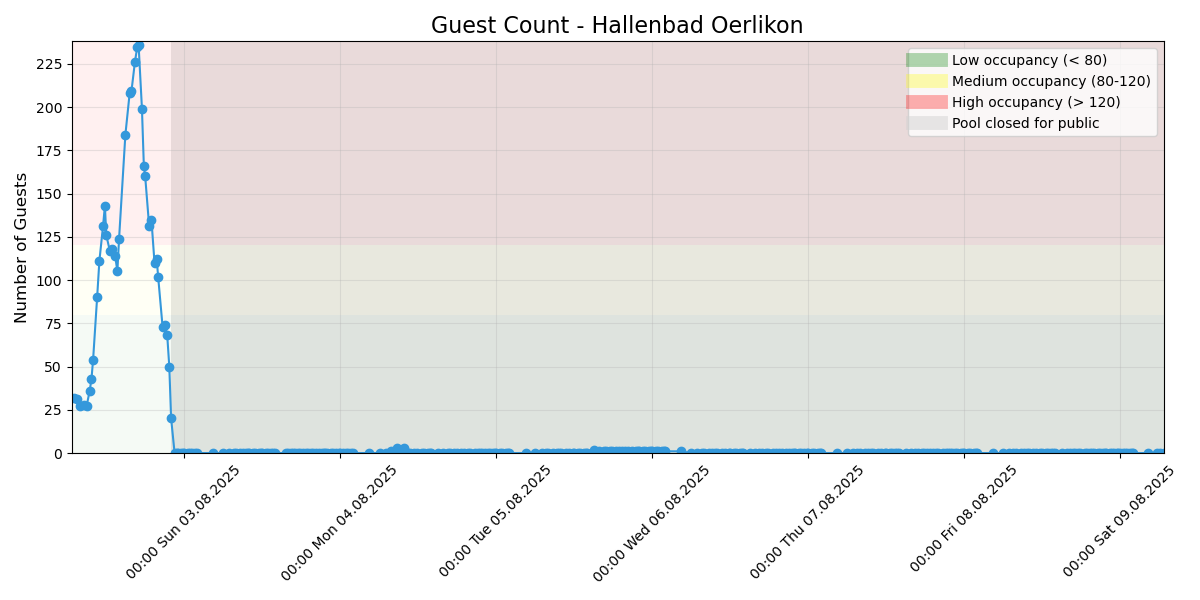 Guest Count - Hallenbad Oerlikon
Number of Guests
225
200
175
150
125
100
75
50
25
0
Low occupancy (< 80)
Medium occupancy (80-120)
High occupancy (> 120)
Pool closed for public
00:00 Sun 03.08.2025
00:00 Mon 04.08.2025
00:00 Tue 05.08.2025
00:00 Wed 06.08.2025
00:00 Thu 07.08.2025
00:00 Fri 08.08.2025
00:00 Sat 09.08.2025